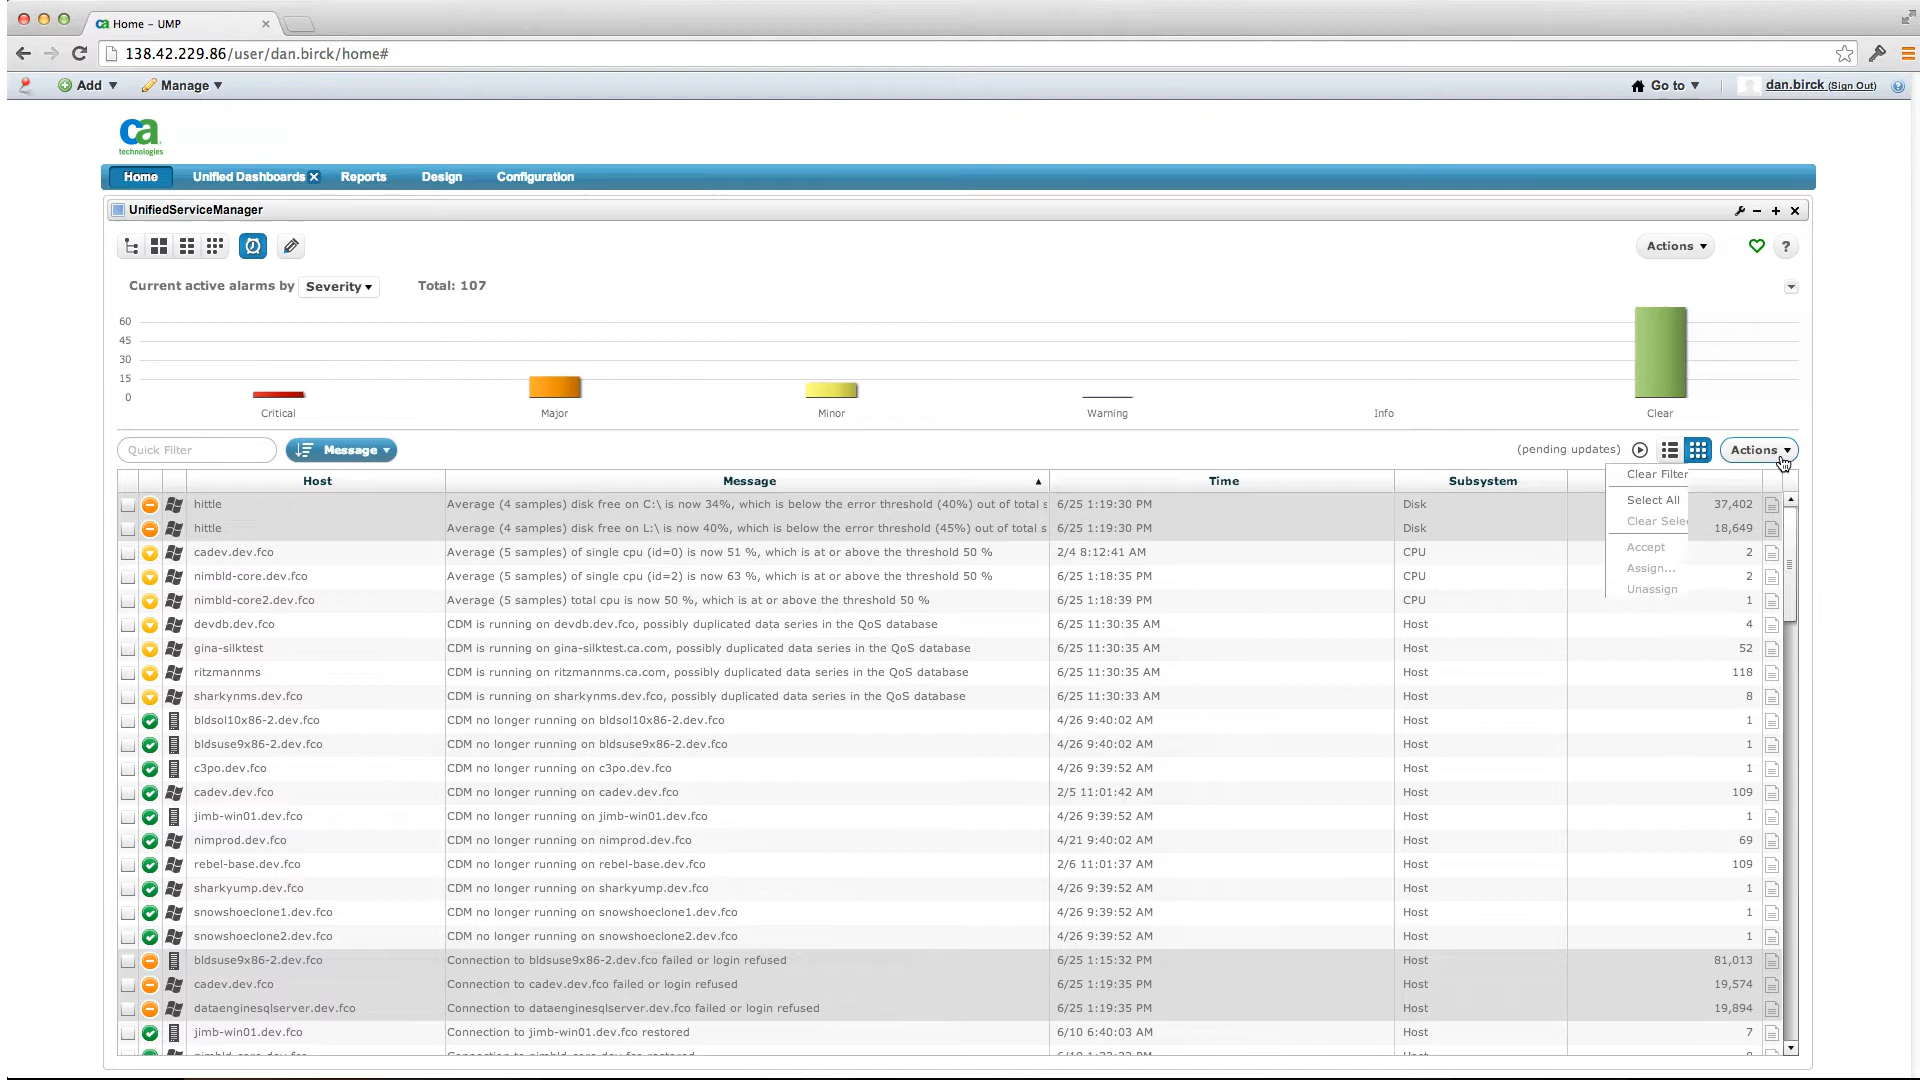 Home – UMP
138.42.229.86/user/dan.birck/home#
Add
Manage
Go to
dan.birck (Sign Out)
ca
technologies
Home
Unified Dashboards
Reports
Design
Configuration
UnifiedServiceManager
Actions
?
Current active alarms by Severity Total: 107
60
45
30
15
0
Critical Major Minor Warning Info Clear
Quick Filter
Message
(pending updates)
Actions
Clear Filter
Select All
Clear Sele
Accept
Assign...
Unassign
Host Message Time Subsystem
hittle Average (4 samples) disk free on C:\ is now 34%, which is below the error threshold (40%) out of total s 6/25 1:19:30 PM Disk 37,402
hittle Average (4 samples) disk free on L:\ is now 40%, which is below the error threshold (45%) out of total s 6/25 1:19:30 PM Disk 18,649
cadev.dev.fco Average (5 samples) of single cpu (id=0) is now 51 %, which is at or above the threshold 50 % 2/4 8:12:41 AM CPU 2
nimbld-core.dev.fco Average (5 samples) of single cpu (id=2) is now 63 %, which is at or above the threshold 50 % 6/25 1:18:35 PM CPU 2
nimbld-core2.dev.fco Average (5 samples) total cpu is now 50 %, which is at or above the threshold 50 % 6/25 1:18:39 PM CPU 1
devdb.dev.fco CDM is running on devdb.dev.fco, possibly duplicated data series in the QoS database 6/25 11:30:35 AM Host 4
gina-silktest CDM is running on gina-silktest.ca.com, possibly duplicated data series in the QoS database 6/25 11:30:35 AM Host 52
ritzmannms CDM is running on ritzmannms.ca.com, possibly duplicated data series in the QoS database 6/25 11:30:35 AM Host 118
sharkynms.dev.fco CDM is running on sharkynms.dev.fco, possibly duplicated data series in the QoS database 6/25 11:30:33 AM Host 8
bldsol10x86-2.dev.fco CDM no longer running on bldsol10x86-2.dev.fco 4/26 9:40:02 AM Host 1
bldsuse9x86-2.dev.fco CDM no longer running on bldsuse9x86-2.dev.fco 4/26 9:40:02 AM Host 1
c3po.dev.fco CDM no longer running on c3po.dev.fco 4/26 9:39:52 AM Host 1
cadev.dev.fco CDM no longer running on cadev.dev.fco 2/5 11:01:42 AM Host 109
jimb-win01.dev.fco CDM no longer running on jimb-win01.dev.fco 4/26 9:39:52 AM Host 1
nimprod.dev.fco CDM no longer running on nimprod.dev.fco 4/21 9:40:02 AM Host 69
rebel-base.dev.fco CDM no longer running on rebel-base.dev.fco 2/6 11:01:37 AM Host 109
sharkyump.dev.fco CDM no longer running on sharkyump.dev.fco 4/26 9:39:52 AM Host 1
snowshoeclone1.dev.fco CDM no longer running on snowshoeclone1.dev.fco 4/26 9:39:52 AM Host 1
snowshoeclone2.dev.fco CDM no longer running on snowshoeclone2.dev.fco 4/26 9:39:52 AM Host 1
bldsuse9x86-2.dev.fco Connection to bldsuse9x86-2.dev.fco failed or login refused 6/25 1:15:32 PM Host 81,013
cadev.dev.fco Connection to cadev.dev.fco failed or login refused 6/25 1:19:35 PM Host 19,574
dataenginesqlserver.dev.fco Connection to dataenginesqlserver.dev.fco failed or login refused 6/25 1:19:35 PM Host 19,894
jimb-win01.dev.fco Connection to jimb-win01.dev.fco restored 6/10 6:40:03 AM Host 7